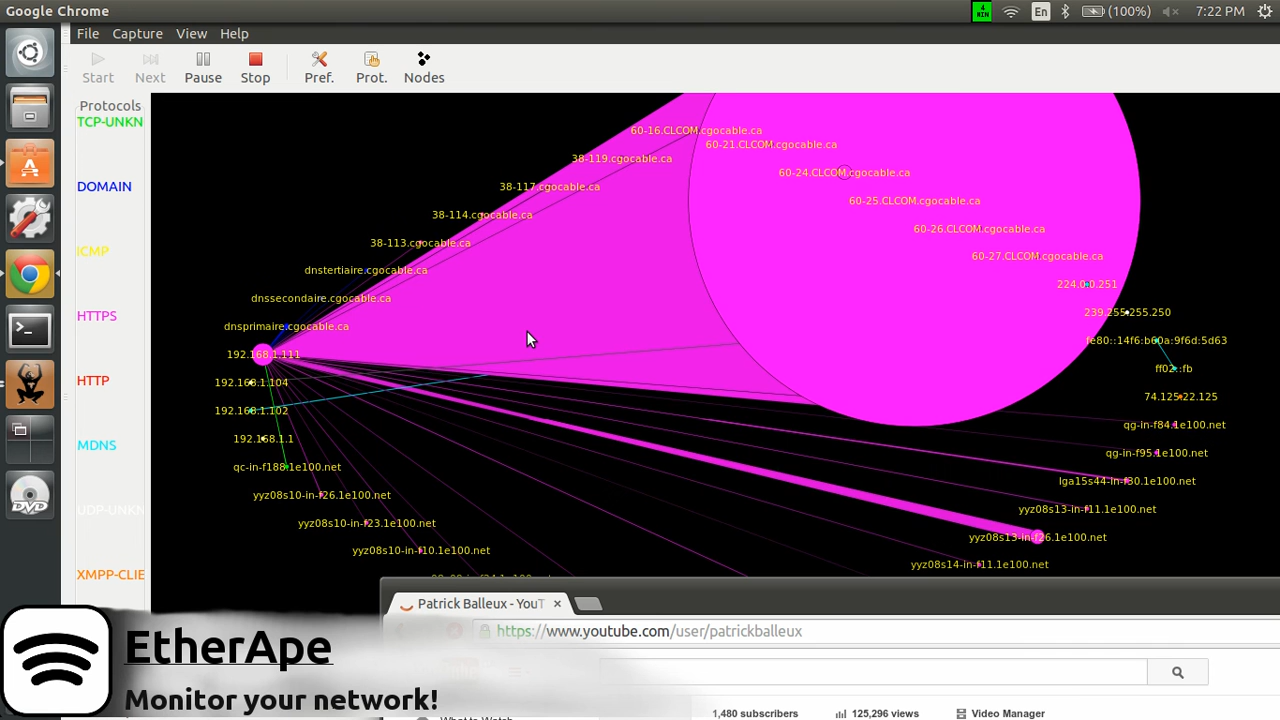 Google Chrome
4 MIN
En
(100%)
7:22 PM
File Capture View Help
Start Next Pause Stop Pref. Prot. Nodes
Protocols
TCP-UNKN
DOMAIN
ICMP
HTTPS
HTTP
MDNS
UDP-UNKN
XMPP-CLIE
60-16.CLCOM.cgocable.ca
60-21.CLCOM.cgocable.ca
38-119.cgocable.ca
60-24.CLCOM.cgocable.ca
38-117.cgocable.ca
60-25.CLCOM.cgocable.ca
38-114.cgocable.ca
60-26.CLCOM.cgocable.ca
38-113.cgocable.ca
60-27.CLCOM.cgocable.ca
dnstertiaire.cgocable.ca
224.0.0.251
dnssecondaire.cgocable.ca
239.255.255.250
dnsprimaire.cgocable.ca
fe80::14f6:b60a:9f6d:5d63
192.168.1.111
ff02::fb
192.168.1.104
74.125.22.125
192.168.1.102
qg-in-f84.1e100.net
192.168.1.1
qg-in-f95.1e100.net
qc-in-f188.1e100.net
lga15s44-in-f30.1e100.net
yyz08s10-in-f26.1e100.net
yyz08s13-in-f11.1e100.net
yyz08s10-in-f23.1e100.net
yyz08s13-in-f26.1e100.net
yyz08s10-in-f10.1e100.net
yyz08s14-in-f11.1e100.net
Patrick Balleux - YouT
https://www.youtube.com/user/patrickballeux
What to Watch
1,480 subscribers 125,296 views Video Manager
DVD
EtherApe
Monitor your network!